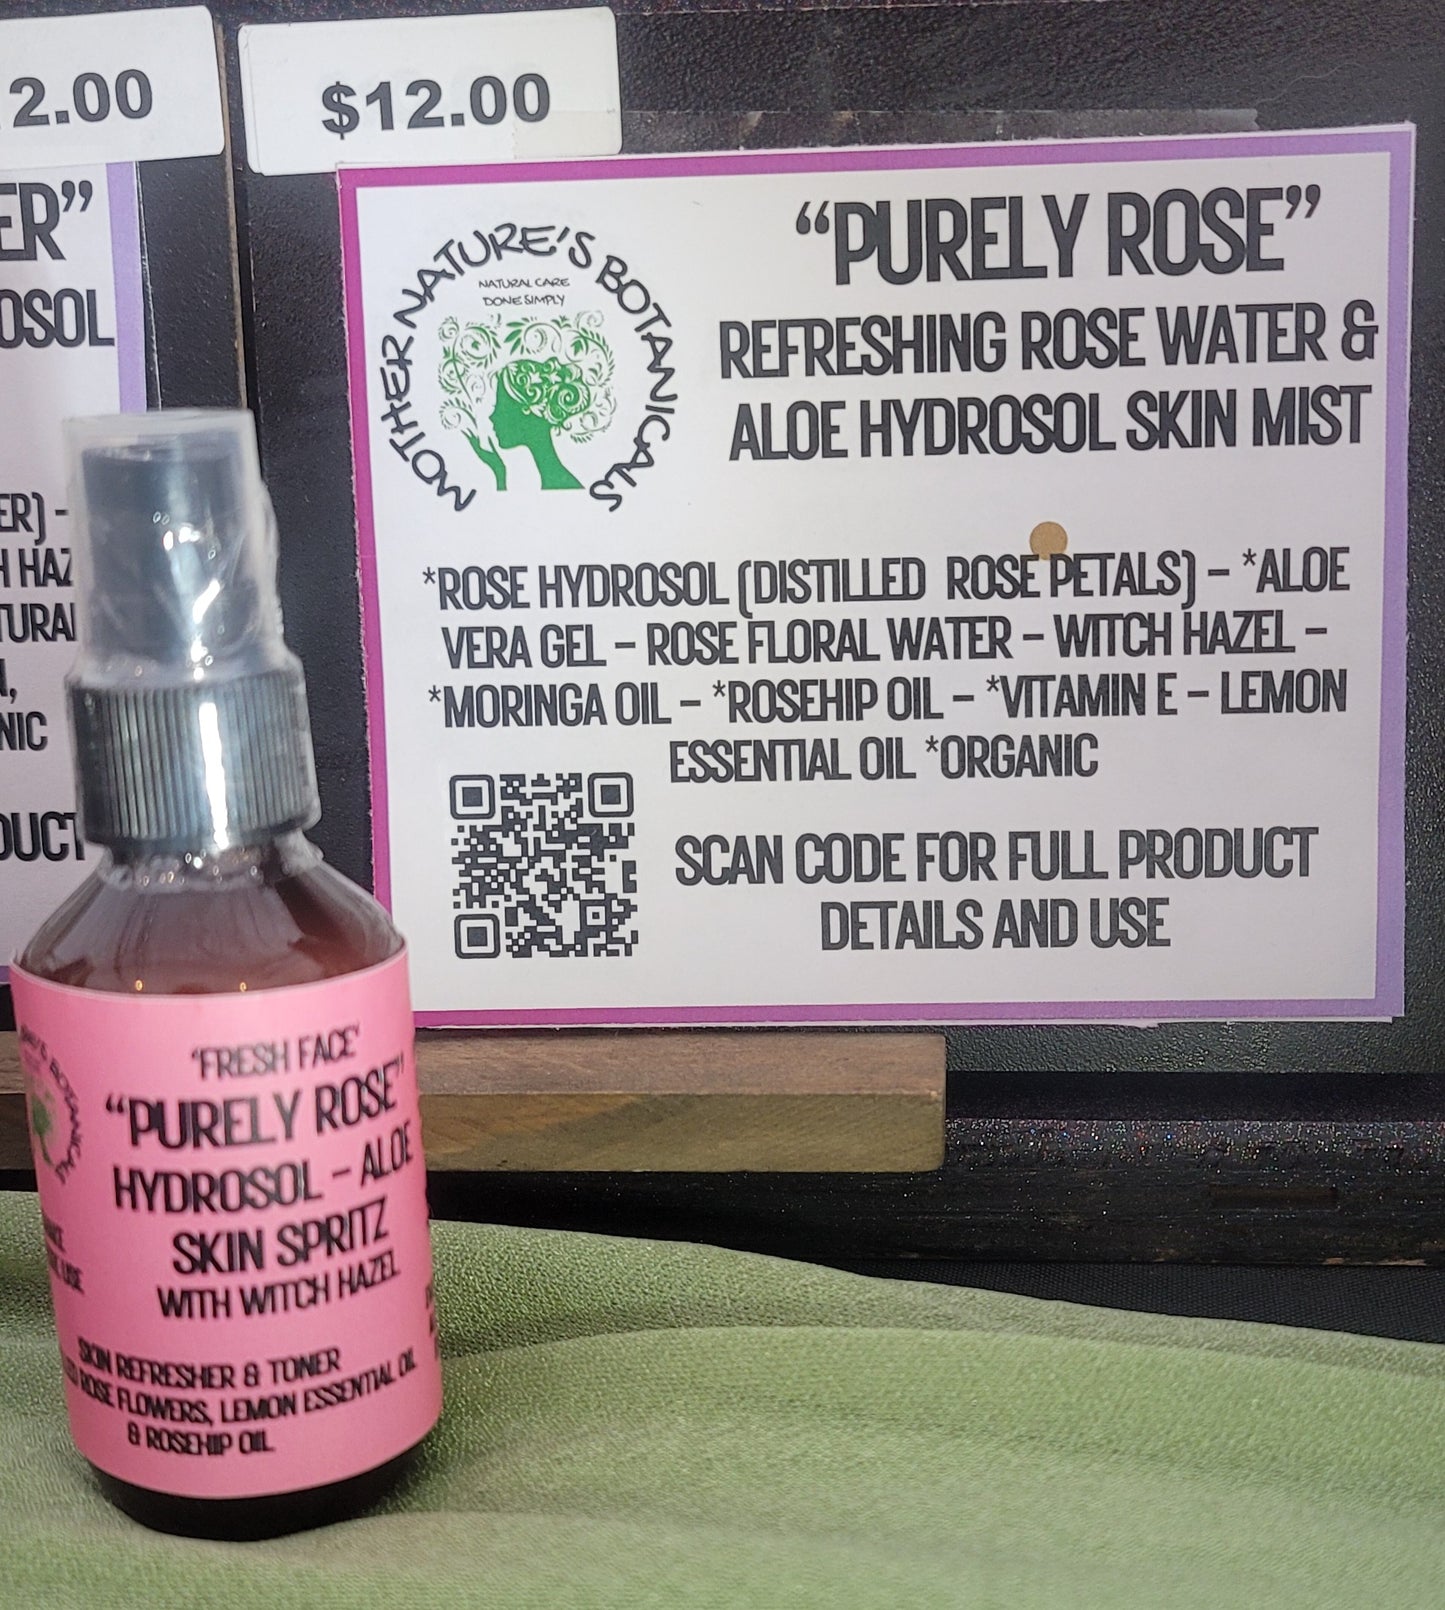 2.00
$12.00
ER”
OSOL
ER) -
H HAZ
TURAL
NIC
DUCT
MOTHER NATURE'S BOTANICALS
NATURAL CARE
DONE SIMPLY
“PURELY ROSE”
REFRESHING ROSE WATER &
ALOE HYDROSOL SKIN MIST
*ROSE HYDROSOL (DISTILLED ROSE PETALS) – *ALOE
VERA GEL – ROSE FLORAL WATER – WITCH HAZEL –
*MORINGA OIL – *ROSEHIP OIL – *VITAMIN E – LEMON
ESSENTIAL OIL *ORGANIC
SCAN CODE FOR FULL PRODUCT
DETAILS AND USE
BOTANICALS
USE
‘FRESH FACE’
“PURELY ROSE”
HYDROSOL – ALOE
SKIN SPRITZ
WITH WITCH HAZEL
SKIN REFRESHER & TONER
ROSE FLOWERS, LEMON ESSENTIAL OIL
& ROSEHIP OIL